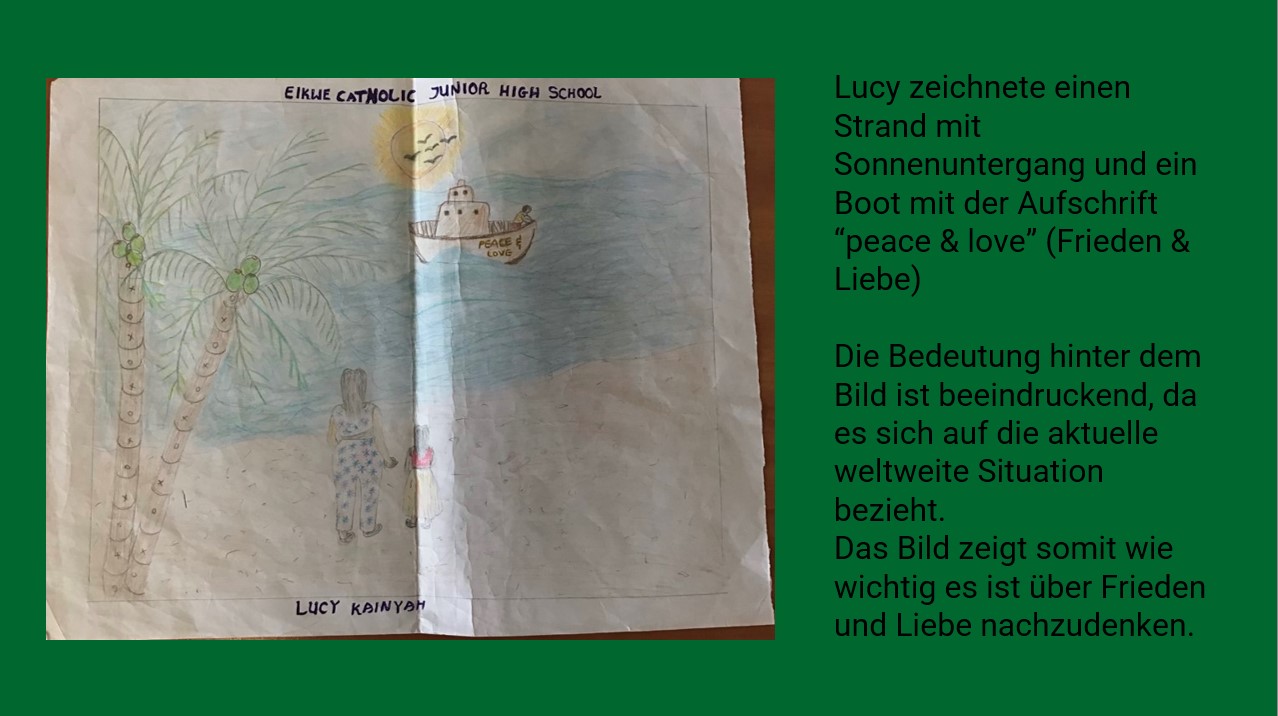 EIKWE CATHOLIC JUNIOR HIGH SCHOOL
PEACE &
LOVE
LUCY KAINYAH
Lucy zeichnete einen
Strand mit
Sonnenuntergang und ein
Boot mit der Aufschrift
“peace & love” (Frieden &
Liebe)
Die Bedeutung hinter dem
Bild ist beeindruckend, da
es sich auf die aktuelle
weltweite Situation
bezieht.
Das Bild zeigt somit wie
wichtig es ist über Frieden
und Liebe nachzudenken.